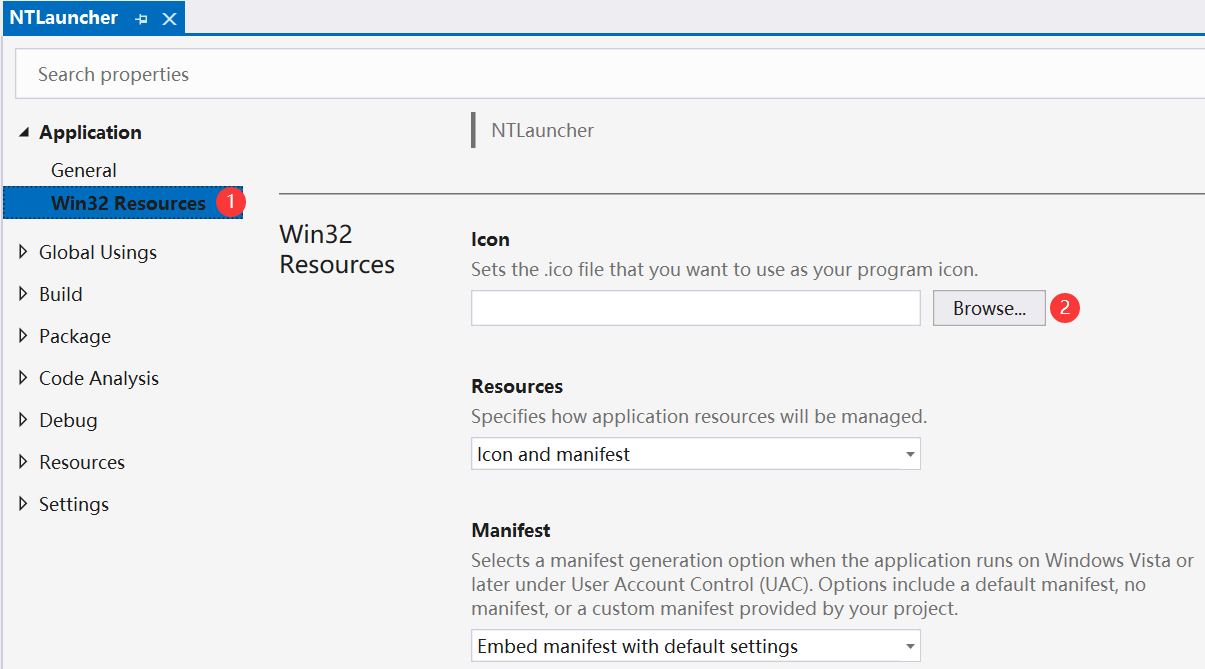 NTLauncher
Search properties
Application
General
Win32 Resources 1
Global Usings
Build
Package
Code Analysis
Debug
Resources
Settings
NTLauncher
Win32
Resources
Icon
Sets the .ico file that you want to use as your program icon.
Browse... 2
Resources
Specifies how application resources will be managed.
Icon and manifest
Manifest
Selects a manifest generation option when the application runs on Windows Vista or
later under User Account Control (UAC). Options include a default manifest, no
manifest, or a custom manifest provided by your project.
Embed manifest with default settings